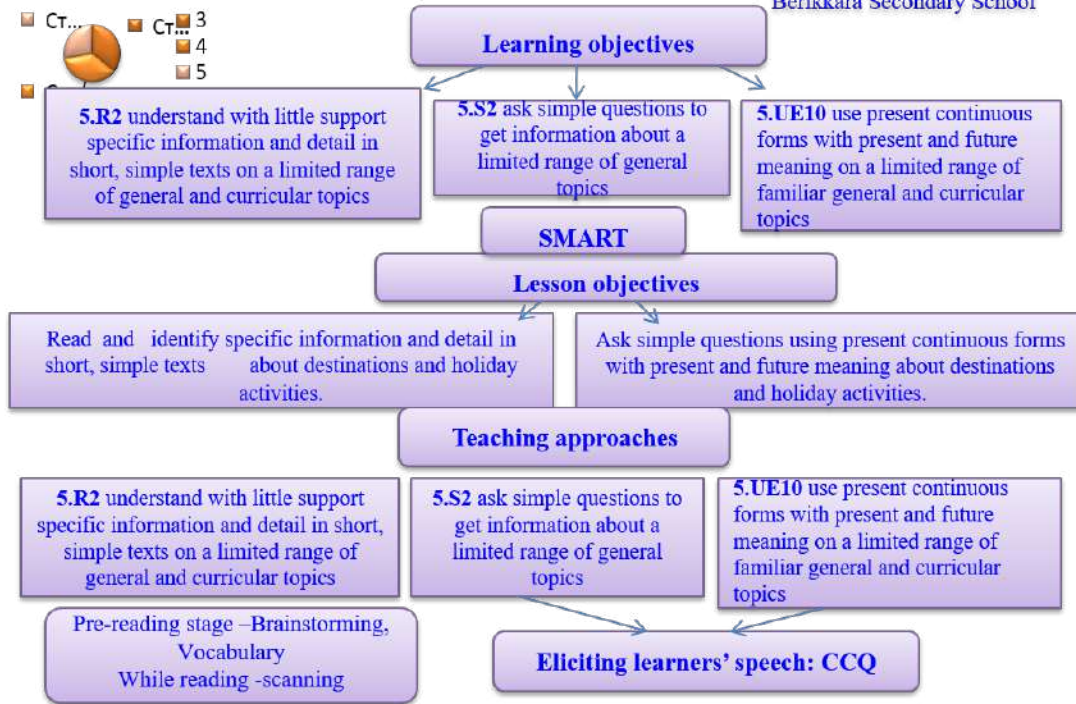 Berikkara Secondary School
Ст...
Ст...
3
4
5
Learning objectives
5.R2 understand with little support
specific information and detail in
short, simple texts on a limited range
of general and curricular topics
5.S2 ask simple questions to
get information about a
limited range of general
topics
5.UE10 use present continuous
forms with present and future
meaning on a limited range of
familiar general and curricular
topics
SMART
Lesson objectives
Read and identify specific information and detail in
short, simple texts about destinations and holiday
activities.
Ask simple questions using present continuous forms
with present and future meaning about destinations
and holiday activities.
Teaching approaches
5.R2 understand with little support
specific information and detail in short,
simple texts on a limited range of
general and curricular topics
5.S2 ask simple questions to
get information about a
limited range of general
topics
5.UE10 use present continuous
forms with present and future
meaning on a limited range of
familiar general and curricular
topics
Pre-reading stage –Brainstorming,
Vocabulary
While reading -scanning
Eliciting learners’ speech: CCQ